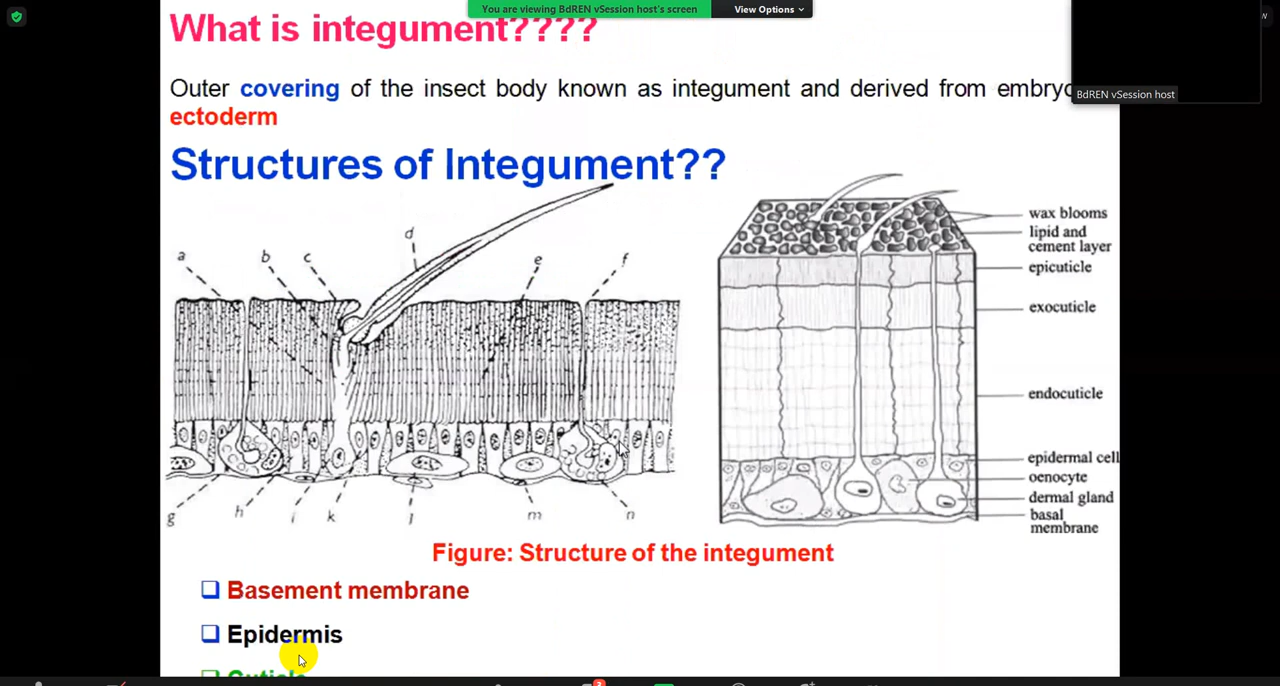 You are viewing BdREN vSession host's screen
View Options
What is integument????
BdREN vSession host
Outer covering of the insect body known as integument and derived from
ectoderm
Structures of Integument??
a b c d e f
g h i k l m n
wax blooms
lipid and
cement layer
epicuticle
exocuticle
endocuticle
epidermal cell
oenocyte
dermal gland
basal
membrane
Figure: Structure of the integument
Basement membrane
Epidermis